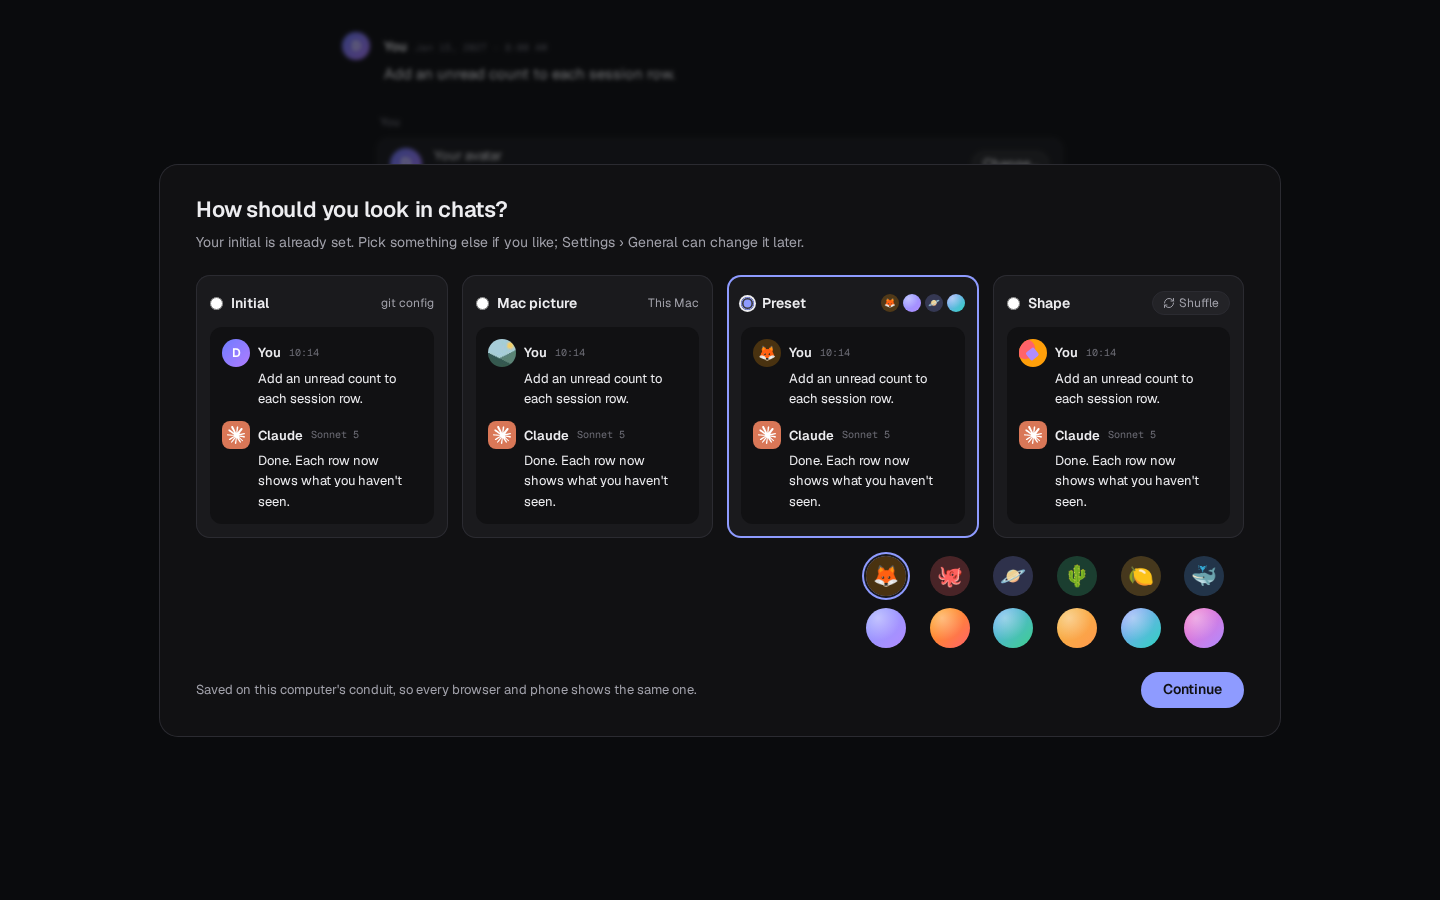 You
Add an unread count to each session row.
You
Your avatar
Change
How should you look in chats?
Your initial is already set. Pick something else if you like; Settings › General can change it later.
Initial
git config
D
You 10:14
Add an unread count to
each session row.
Claude Sonnet 5
Done. Each row now
shows what you haven't
seen.
Mac picture
This Mac
You 10:14
Add an unread count to
each session row.
Claude Sonnet 5
Done. Each row now
shows what you haven't
seen.
Preset
You 10:14
Add an unread count to
each session row.
Claude Sonnet 5
Done. Each row now
shows what you haven't
seen.
Shape
Shuffle
You 10:14
Add an unread count to
each session row.
Claude Sonnet 5
Done. Each row now
shows what you haven't
seen.
Saved on this computer's conduit, so every browser and phone shows the same one.
Continue